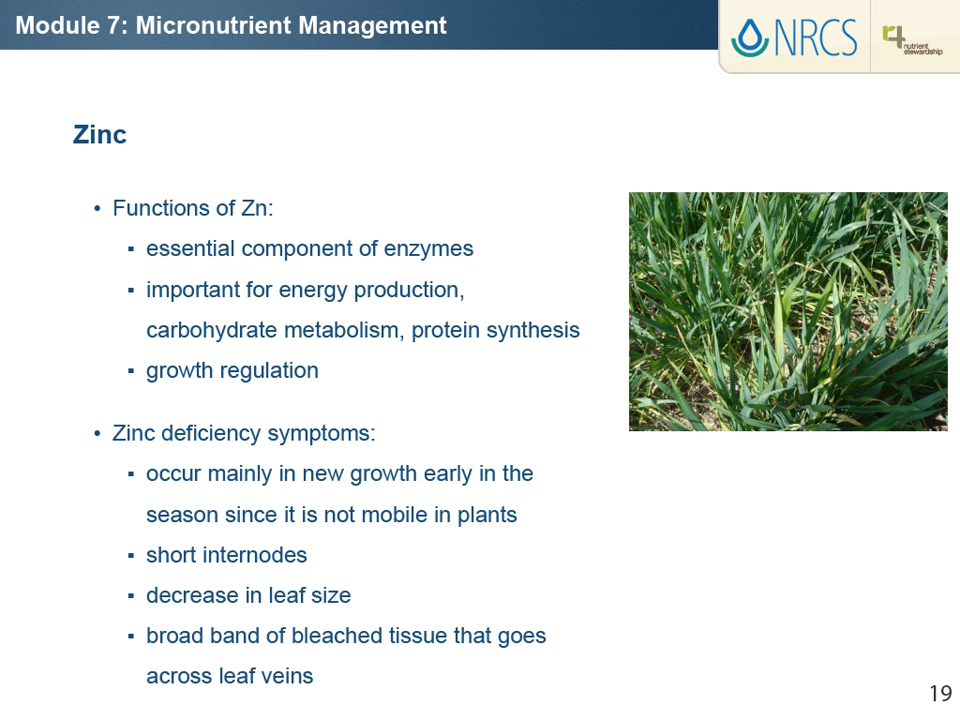 Module 7: Micronutrient Management
NRCS
r4 nutrient
stewardship
Zinc
• Functions of Zn:
▪ essential component of enzymes
▪ important for energy production,
carbohydrate metabolism, protein synthesis
▪ growth regulation
• Zinc deficiency symptoms:
▪ occur mainly in new growth early in the
season since it is not mobile in plants
▪ short internodes
▪ decrease in leaf size
▪ broad band of bleached tissue that goes
across leaf veins
19